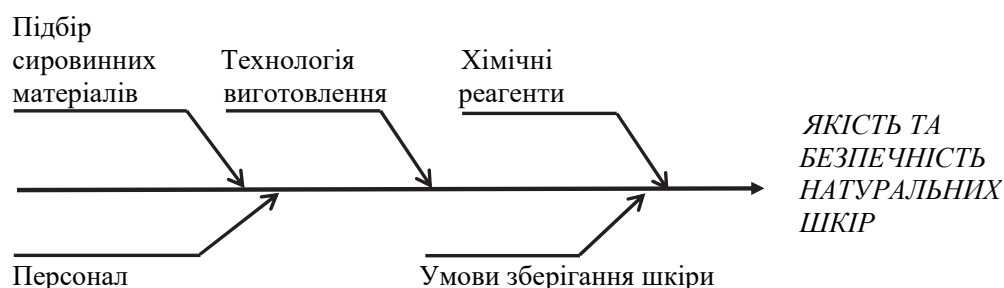 Підбір
сировинних
матеріалів
Технологія
виготовлення
Хімічні
реагенти
ЯКІСТЬ ТА
БЕЗПЕЧНІСТЬ
НАТУРАЛЬНИХ
ШКІР
Персонал
Умови зберігання шкіри